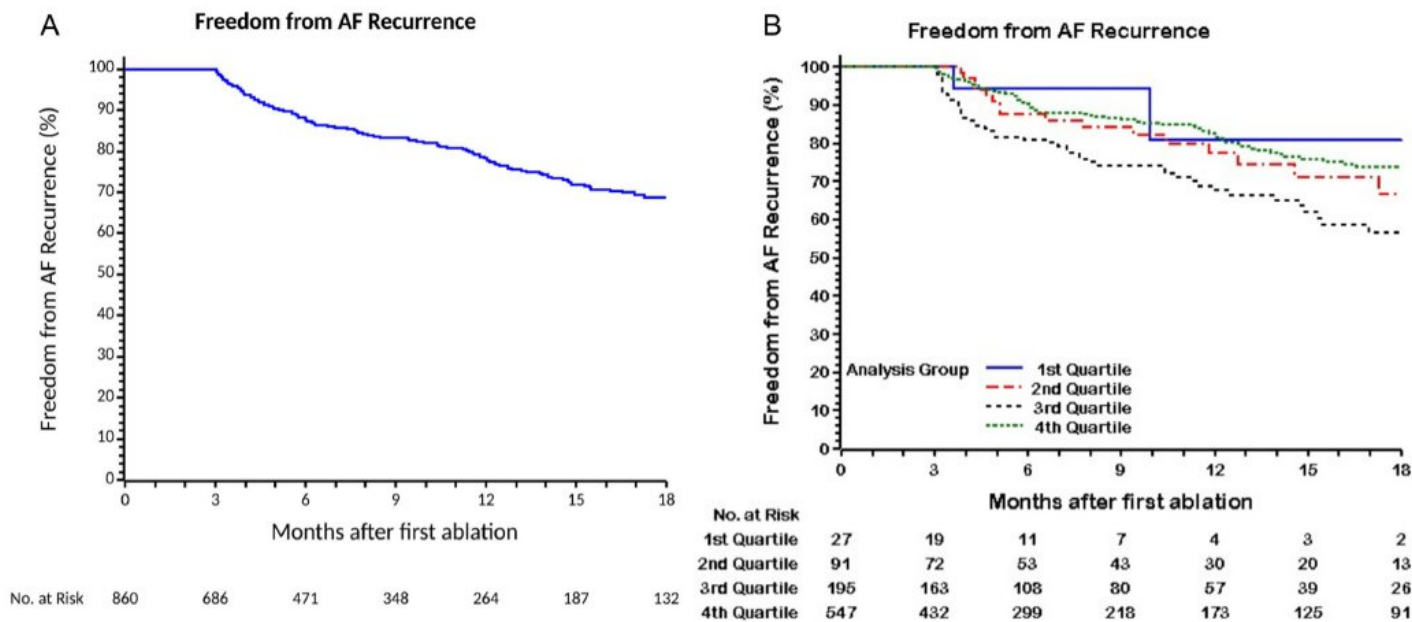 A
Freedom from AF Recurrence
Freedom from AF Recurrence (%)
100
90
80
70
60
50
40
30
20
10
0
0 3 6 9 12 15 18
Months after first ablation
No. at Risk 860 686 471 348 264 187 132
B
Freedom from AF Recurrence
Freedom from AF Recurrence (%)
100
90
80
70
60
50
40
30
20
10
0
Analysis Group
1st Quartile
2nd Quartile
3rd Quartile
4th Quartile
0 3 6 9 12 15 18
Months after first ablation
No. at Risk
1st Quartile 27 19 11 7 4 3 2
2nd Quartile 91 72 53 43 30 20 13
3rd Quartile 195 163 108 80 57 39 26
4th Quartile 547 432 299 218 173 125 91